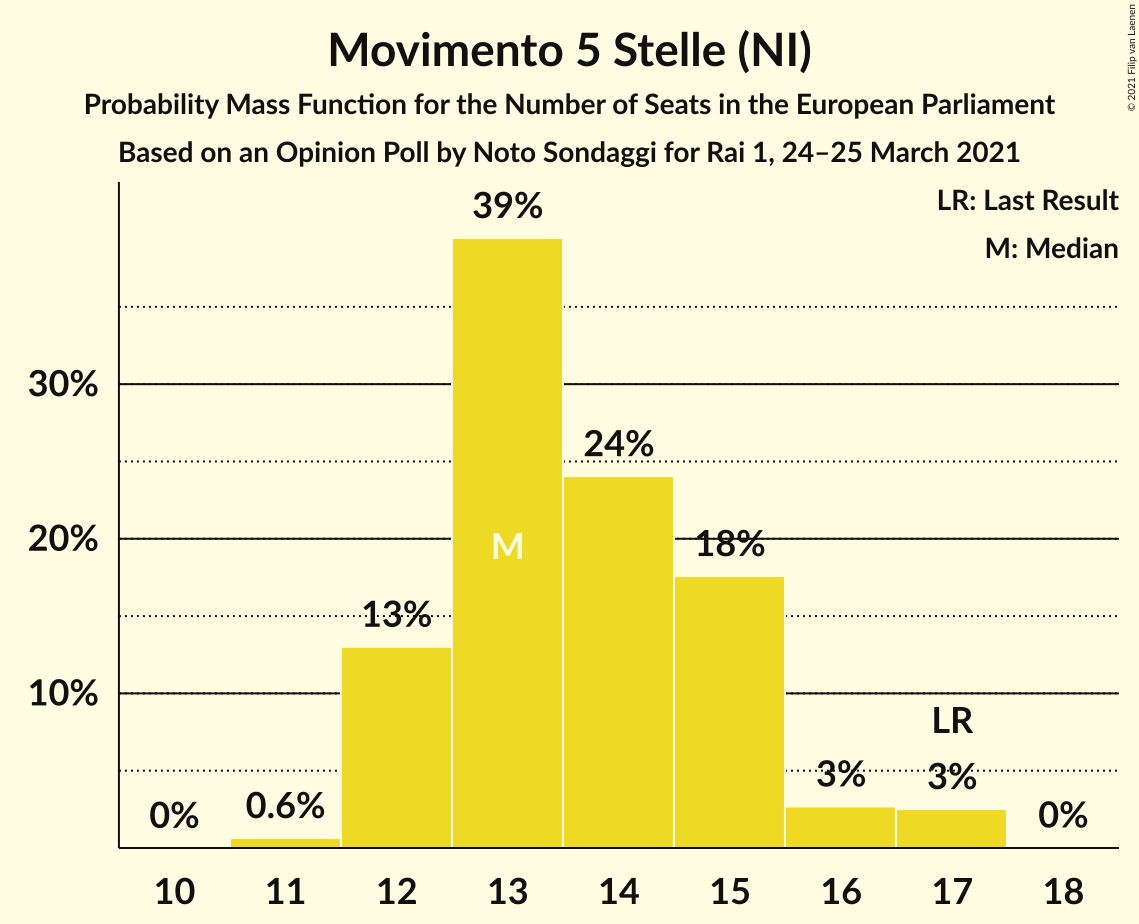 Movimento 5 Stelle (NI)
Probability Mass Function for the Number of Seats in the European Parliament
Based on an Opinion Poll by Noto Sondaggi for Rai 1, 24–25 March 2021
© 2021 Filip van Laenen
LR: Last Result
M: Median
39%
30%
24%
20%
M
18%
13%
10%
LR
0%
0.6%
3%
3%
0%
10 11 12 13 14 15 16 17 18